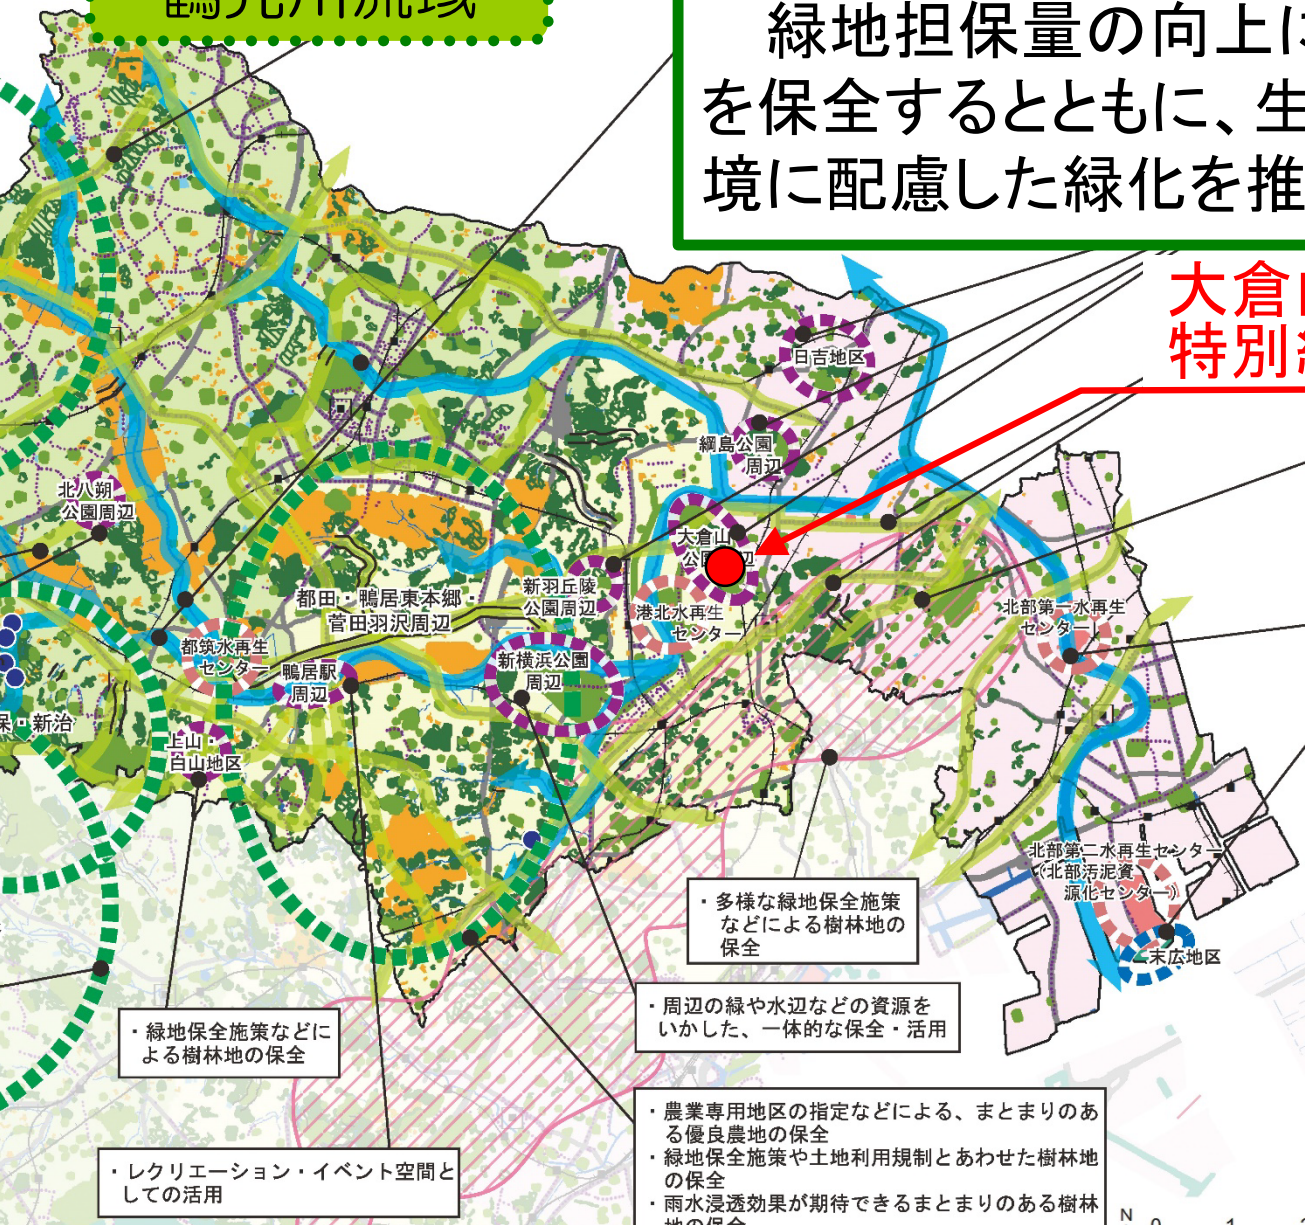 鶴見川流域
緑地担保量の向上に
を保全するとともに、生
境に配慮した緑化を推
大倉山
特別緑
日吉地区
綱島公園
周辺
北八朔
公園周辺
大倉山
公園周辺
新羽丘陵
公園周辺
都田・鴨居東本郷・
菅田羽沢周辺
港北水再生
センター
北部第一水再生
センター
都筑水再生
センター
鴨居駅
周辺
新横浜公園
周辺
保・新治
上山・
白山地区
北部第二水再生センター
（北部汚泥資
源化センター）
末広地区
・多様な緑地保全施策
などによる樹林地の
保全
・周辺の緑や水辺などの資源を
いかした、一体的な保全・活用
・緑地保全施策などに
よる樹林地の保全
・農業専用地区の指定などによる、まとまりのあ
る優良農地の保全
・緑地保全施策や土地利用規制とあわせた樹林地
の保全
・雨水浸透効果が期待できるまとまりのある樹林
地の保全
・レクリエーション・イベント空間と
しての活用
N
0 1